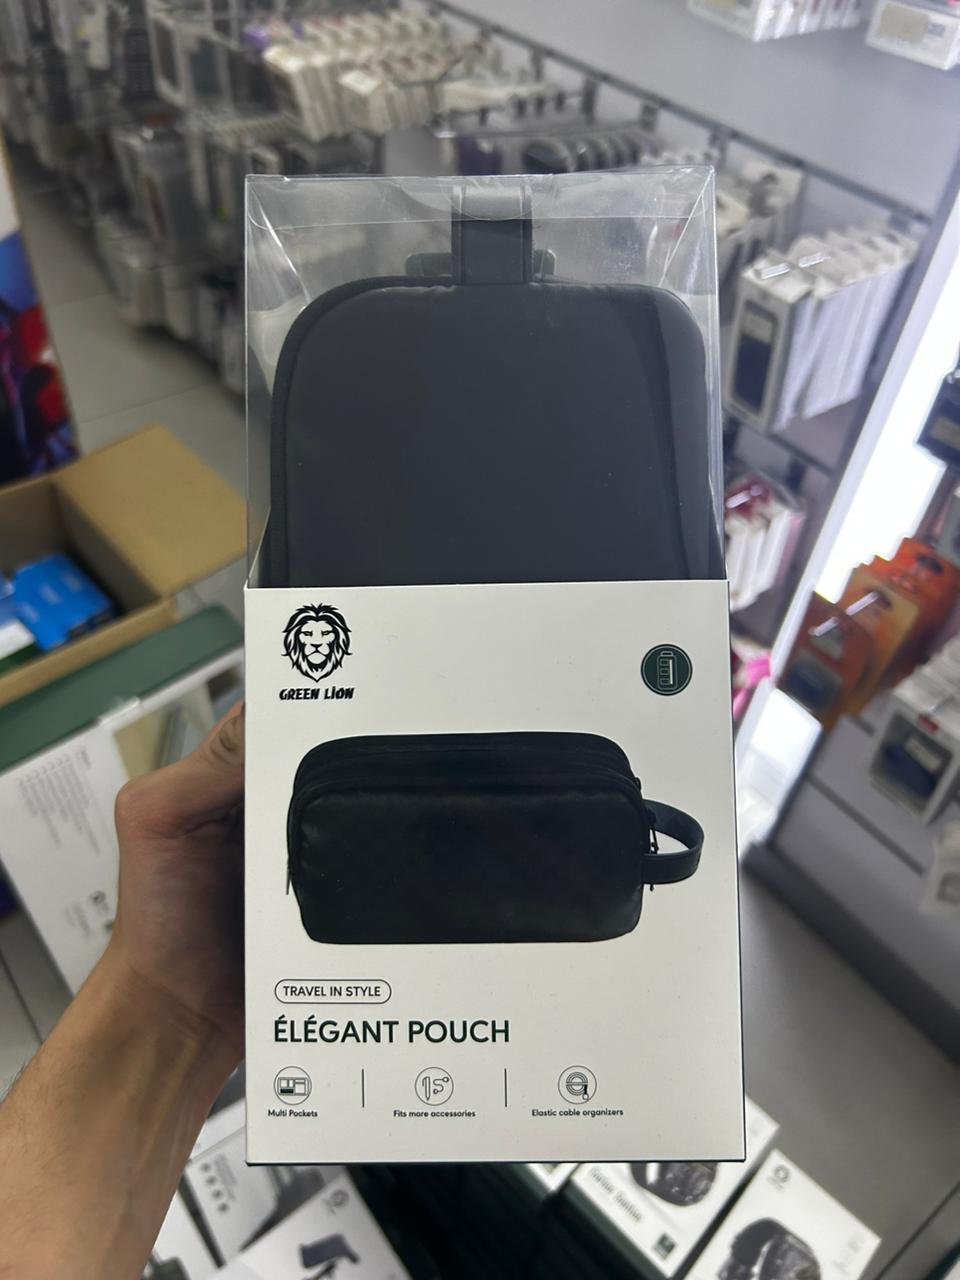 GREEN LiON
TRAVEL IN STYLE
ÉLÉGANT POUCH
Multi Pockets
Fits more accessories
Elastic cable organizers